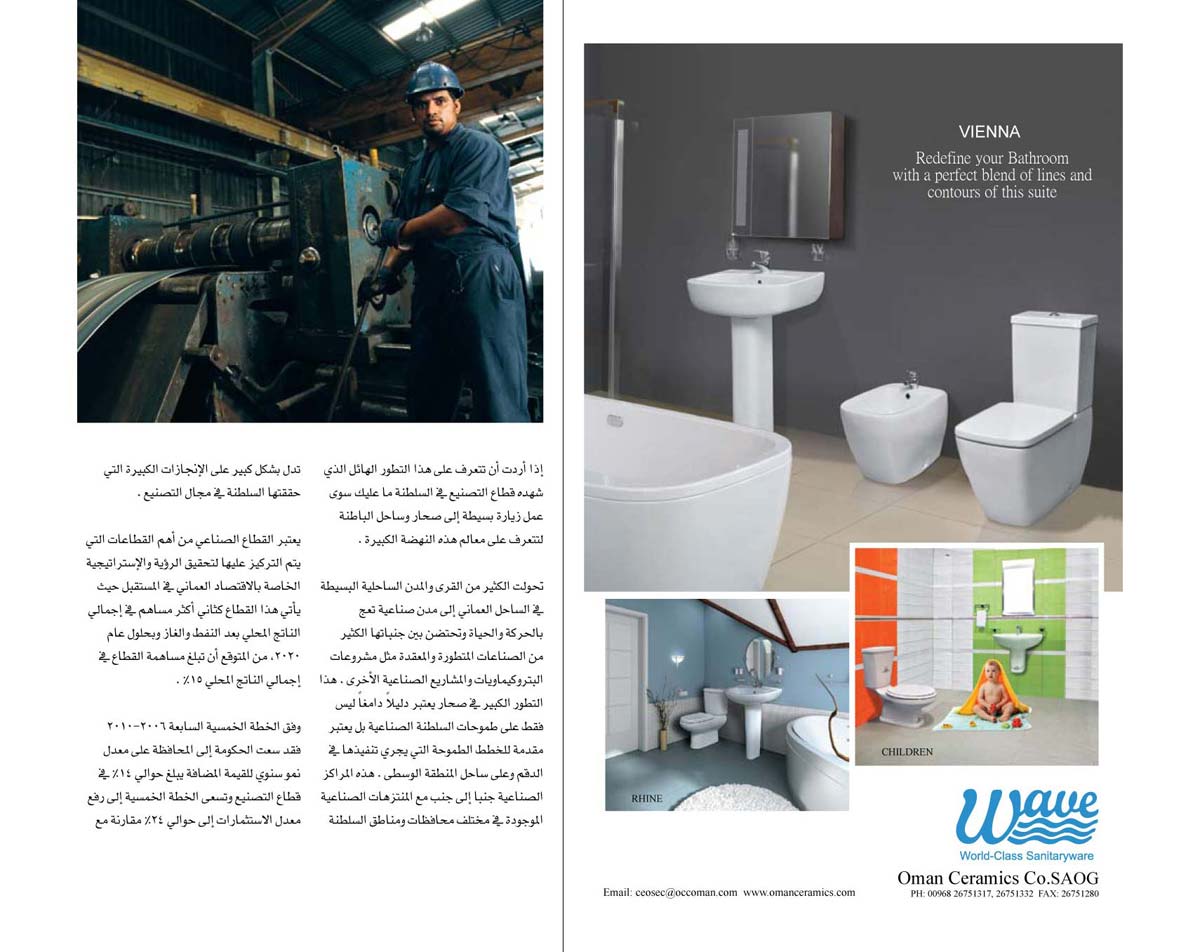 إذا أردت أن تتعرف على هذا التطور الهائل الذي
شهده قطاع التصنيع في السلطنة ما عليك سوى
عمل زيارة بسيطة إلى صحار وساحل الباطنة
لتتعرف على معالم هذه النهضة الكبيرة .
تحولت الكثير من القرى والمدن الساحلية البسيطة
في الساحل العماني إلى مدن صناعية تعج
بالحركة والحياة وتحتضن بين جنباتها الكثير
من الصناعات المتطورة والمعقدة مثل مشروعات
البتروكيماويات والمشاريع الصناعية الأخرى . هذا
التطور الكبير في صحار يعتبر دليلاً دامغاً ليس
فقط على طموحات السلطنة الصناعية بل يعتبر
مقدمة للخطط الطموحة التي يجري تنفيذها في
الدقم وعلى ساحل المنطقة الوسطى . هذه المراكز
الصناعية جنبا إلى جنب مع المنتزهات الصناعية
الموجودة في مختلف محافظات ومناطق السلطنة
تدل بشكل كبير على الإنجازات الكبيرة التي
حققتها السلطنة في مجال التصنيع .
يعتبر القطاع الصناعي من أهم القطاعات التي
يتم التركيز عليها لتحقيق الرؤية والإستراتيجية
الخاصة بالاقتصاد العماني في المستقبل حيث
يأتي هذا القطاع كثاني أكثر مساهم في إجمالي
الناتج المحلي بعد النفط والغاز وبحلول عام
٢٠٢٠، من المتوقع أن تبلغ مساهمة القطاع في
إجمالي الناتج المحلي ١٥٪ .
وفق الخطة الخمسية السابعة ٢٠٠٦-٢٠١٠
فقد سعت الحكومة إلى المحافظة على معدل
نمو سنوي للقيمة المضافة يبلغ حوالي ١٤٪ في
قطاع التصنيع وتسعى الخطة الخمسية إلى رفع
معدل الاستثمارات إلى حوالي ٢٤٪ مقارنة مع
VIENNA
Redefine your Bathroom
with a perfect blend of lines and
contours of this suite
CHILDREN
RHINE
Wave
World-Class Sanitaryware
Oman Ceramics Co.SAOG
Email: ceosec@occoman.com www.omanceramics.com
PH: 00968 26751317, 26751332 FAX: 26751280